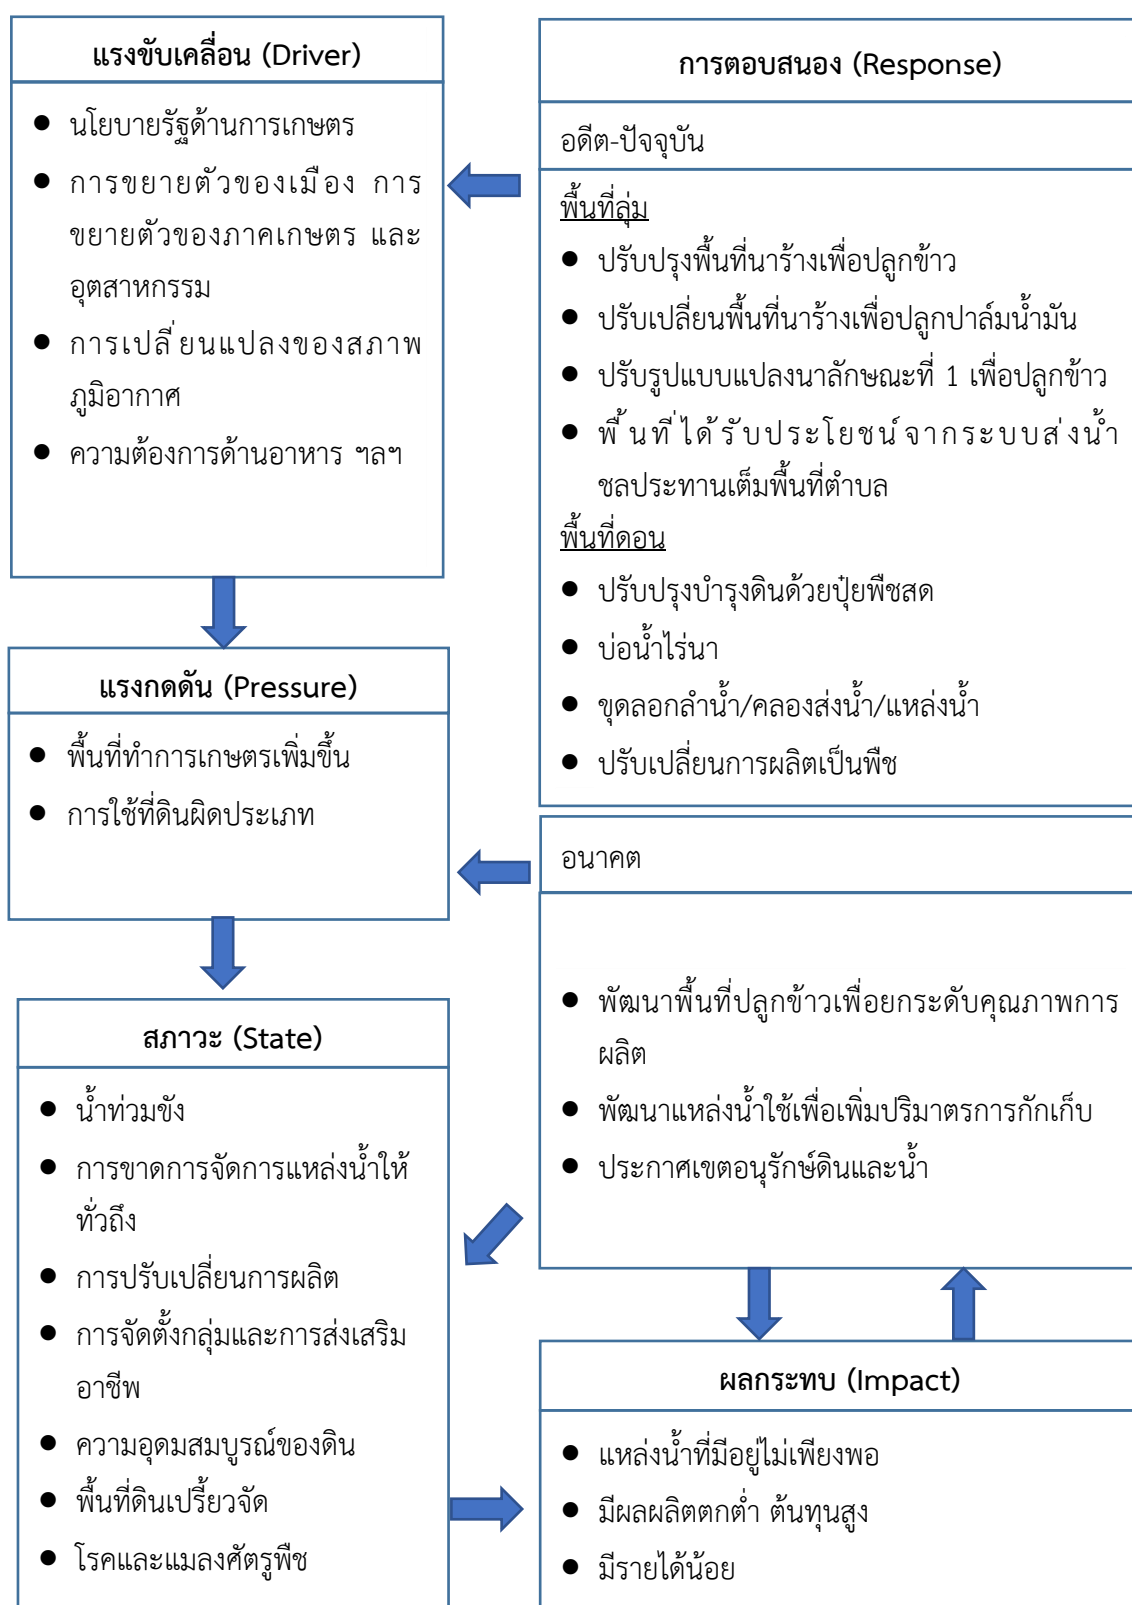 แรงขับเคลื่อน (Driver)
● นโยบายรัฐด้านการเกษตร
● การขยายตัวของเมือง การ
ขยายตัวของภาคเกษตร และ
อุตสาหกรรม
● การเปลี่ยนแปลงของสภาพ
ภูมิอากาศ
● ความต้องการด้านอาหาร ฯลฯ
แรงกดดัน (Pressure)
● พื้นที่ทำการเกษตรเพิ่มขึ้น
● การใช้ที่ดินผิดประเภท
สภาวะ (State)
● น้ำท่วมขัง
● การขาดการจัดการแหล่งน้ำให้
ทั่วถึง
● การปรับเปลี่ยนการผลิต
● การจัดตั้งกลุ่มและการส่งเสริม
อาชีพ
● ความอุดมสมบูรณ์ของดิน
● พื้นที่ดินเปรี้ยวจัด
● โรคและแมลงศัตรูพืช
การตอบสนอง (Response)
อดีต-ปัจจุบัน
พื้นที่ลุ่ม
● ปรับปรุงพื้นที่นาร้างเพื่อปลูกข้าว
● ปรับเปลี่ยนพื้นที่นาร้างเพื่อปลูกปาล์มน้ำมัน
● ปรับรูปแบบแปลงนาลักษณะที่ 1 เพื่อปลูกข้าว
● พื้นที่ได้รับประโยชน์จากระบบส่งน้ำ
ชลประทานเต็มพื้นที่ตำบล
พื้นที่ดอน
● ปรับปรุงบำรุงดินด้วยปุ๋ยพืชสด
● บ่อน้ำไร่นา
● ขุดลอกลำน้ำ/คลองส่งน้ำ/แหล่งน้ำ
● ปรับเปลี่ยนการผลิตเป็นพืช
อนาคต
● พัฒนาพื้นที่ปลูกข้าวเพื่อยกระดับคุณภาพการ
ผลิต
● พัฒนาแหล่งน้ำใช้เพื่อเพิ่มปริมาตรการกักเก็บ
● ประกาศเขตอนุรักษ์ดินและน้ำ
ผลกระทบ (Impact)
● แหล่งน้ำที่มีอยู่ไม่เพียงพอ
● มีผลผลิตตกต่ำ ต้นทุนสูง
● มีรายได้น้อย